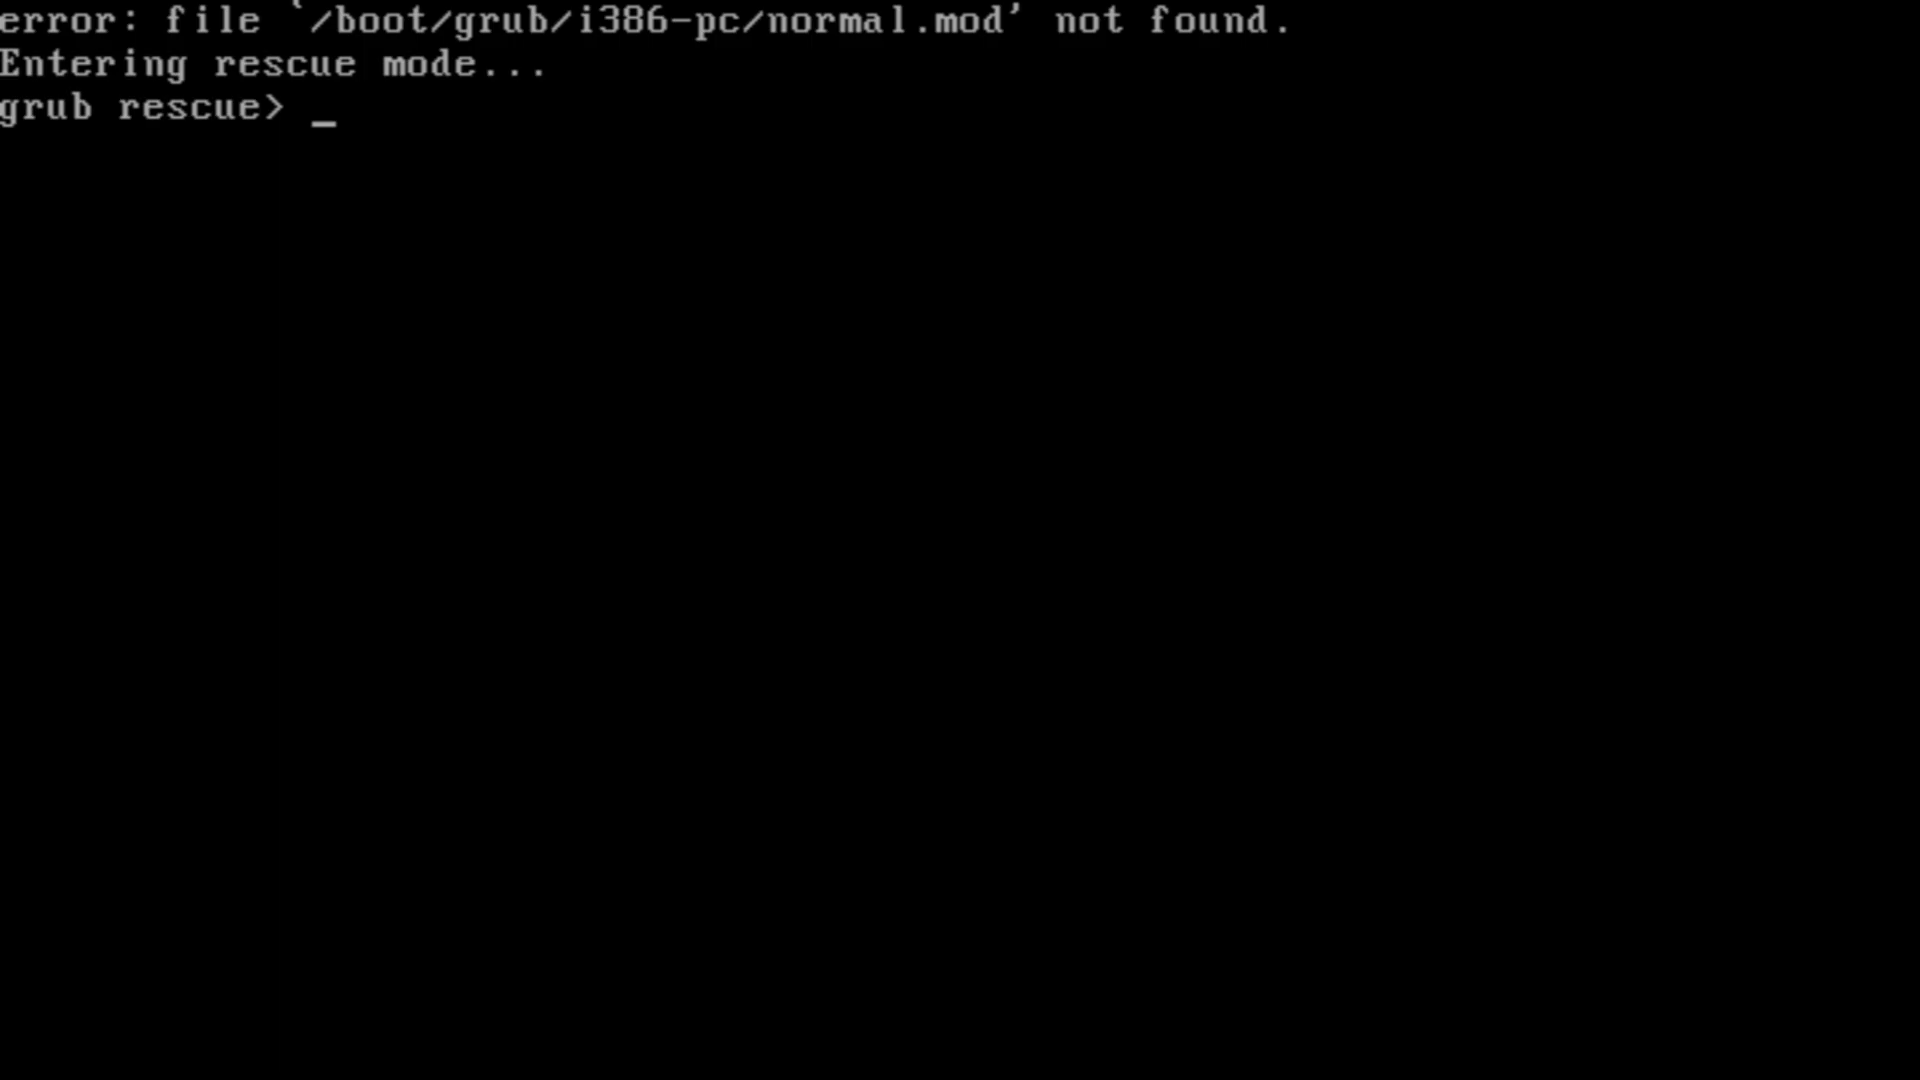 error: file `/boot/grub/i386-pc/normal.mod' not found.
Entering rescue mode...
grub rescue> _